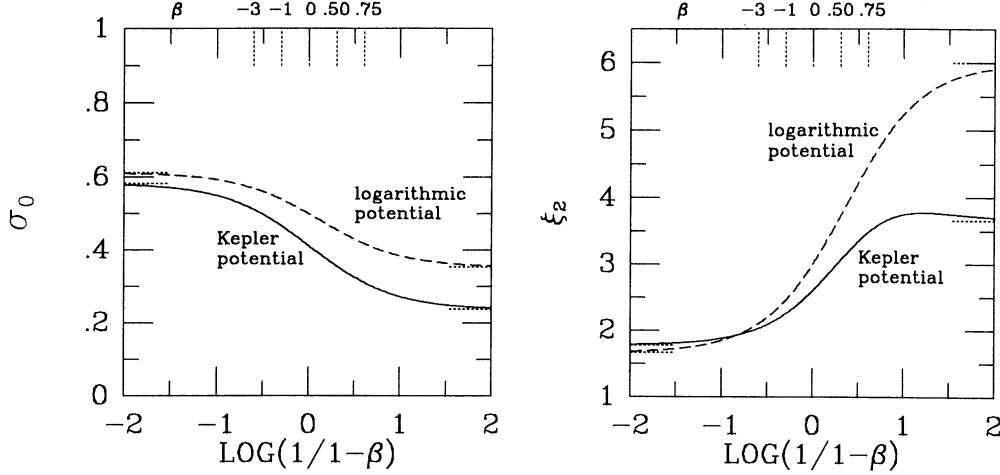 β -3 -1 0 .50 .75
1
.8
.6
.4
.2
0
σ0
logarithmic
potential
Kepler
potential
-2 -1 0 1 2
LOG(1/1-β)
β -3 -1 0 .50 .75
6
5
4
3
2
1
ξ2
logarithmic
potential
Kepler
potential
-2 -1 0 1 2
LOG(1/1-β)